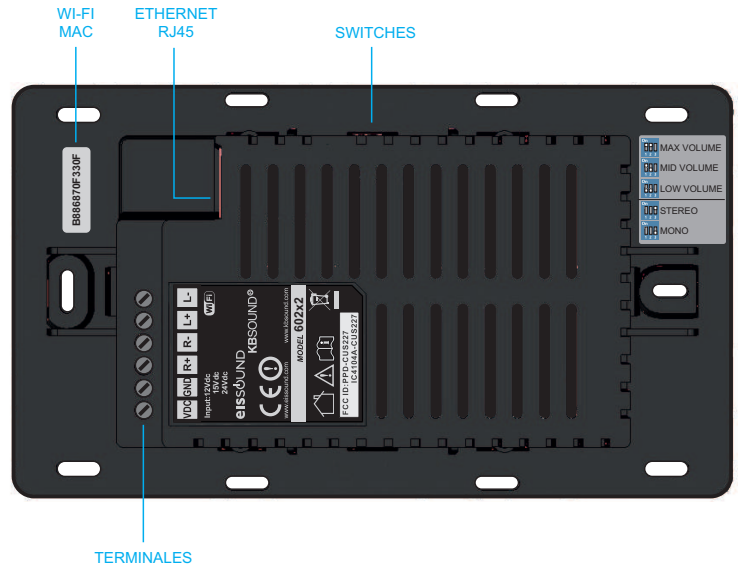 WI-FI
MAC
ETHERNET
RJ45
SWITCHES
B886870F330F
MAX VOLUME
MID VOLUME
LOW VOLUME
STEREO
MONO
L-
L+
R-
R+
GND
VDC
WiFi
Input:12Vdc
15Vdc
24Vdc
eissound
KBSOUND®
CE
www.eissound.com
www.kbsound.com
MODEL 602x2
FCC ID:PPD-CUS227
IC4104A-CUS227
TERMINALES